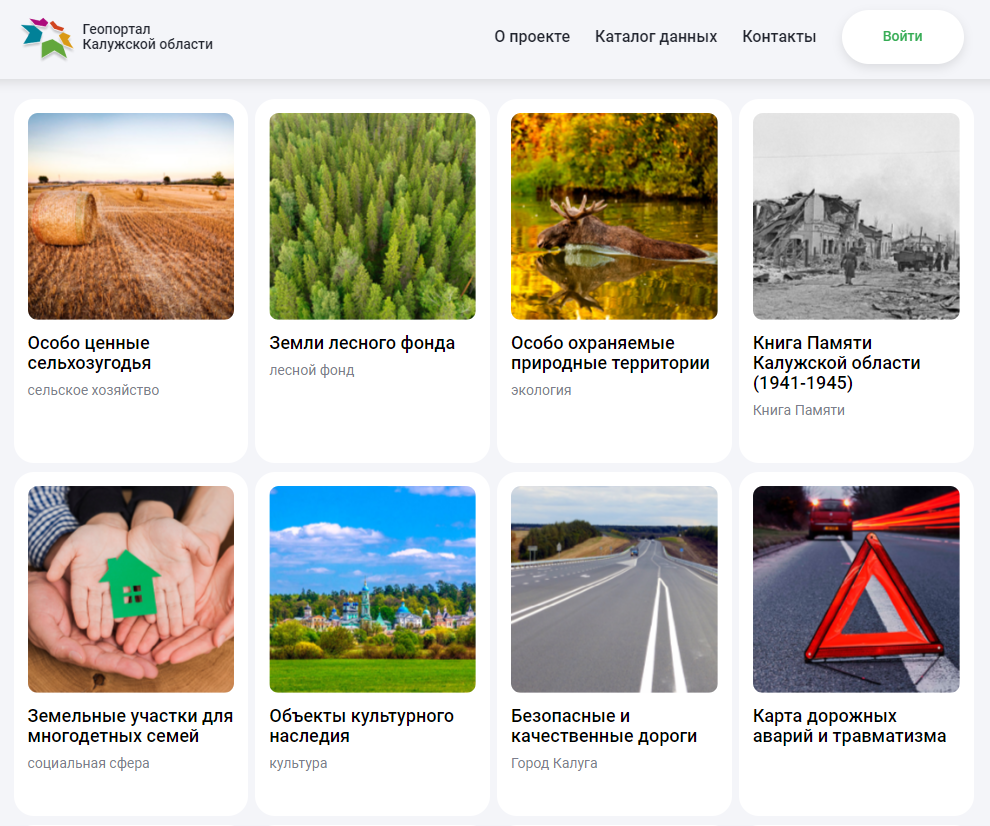 Геопортал
Калужской области
О проекте
Каталог данных
Контакты
Войти
Особо ценные
сельхозугодья
сельское хозяйство
Земли лесного фонда
лесной фонд
Особо охраняемые
природные территории
экология
Книга Памяти
Калужской области
(1941-1945)
Книга Памяти
Земельные участки для
многодетных семей
социальная сфера
Объекты культурного
наследия
культура
Безопасные и
качественные дороги
Город Калуга
Карта дорожных
аварий и травматизма